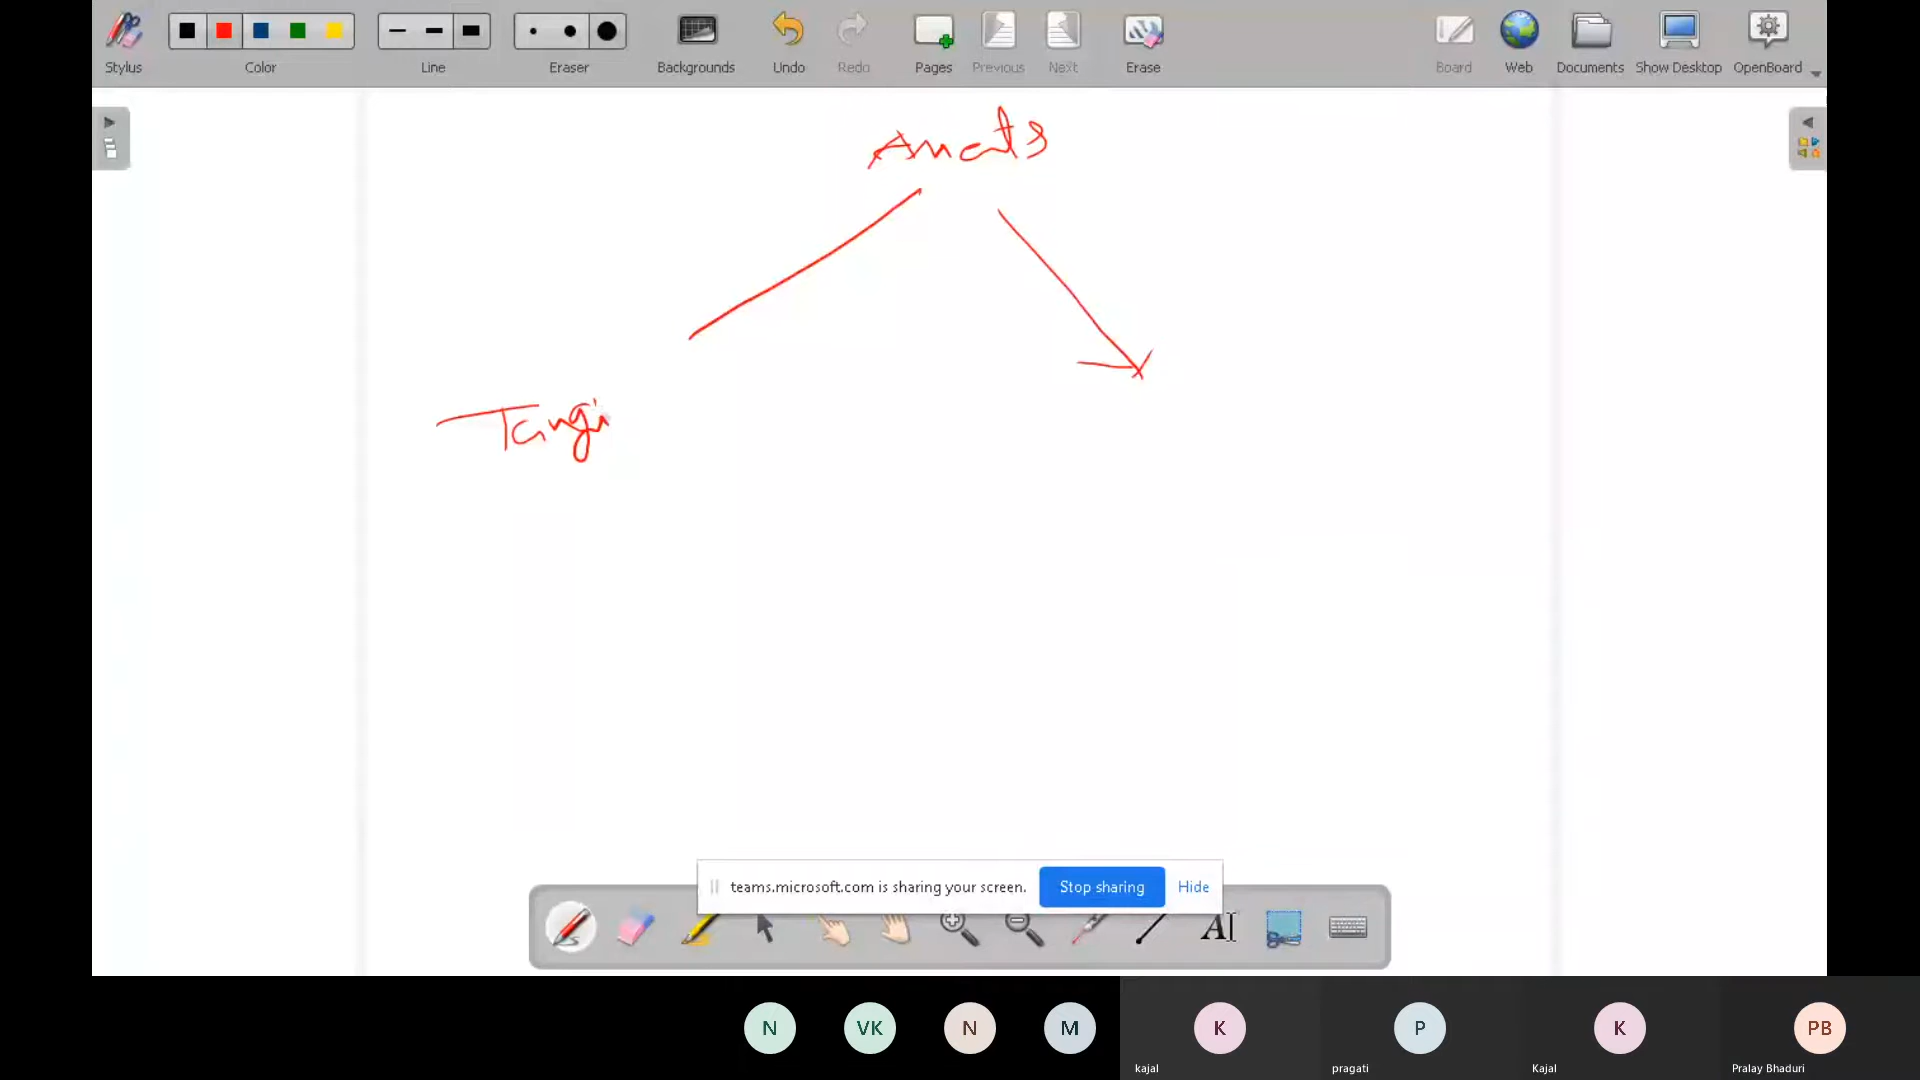 Stylus Color Line Eraser Backgrounds Undo Redo Pages Previous Next Erase Board Web Documents Show Desktop OpenBoard
Assets
Tangi
teams.microsoft.com is sharing your screen. Stop sharing Hide
A
N VK N M K P K PB
kajal pragati Kajal Pralay Bhaduri